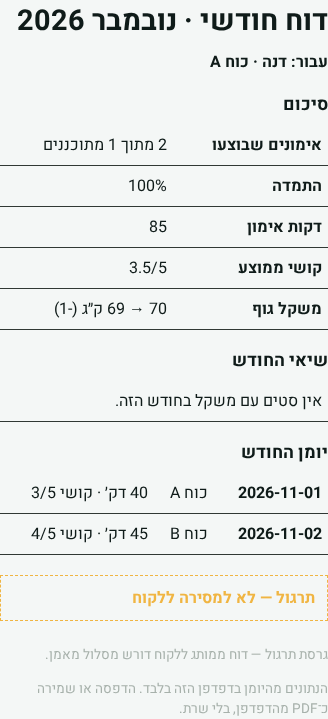 דוח חודשי · נובמבר 2026
עבור: דנה · כוח A
סיכום
אימונים שבוצעו 2 מתוך 1 מתוכננים
התמדה 100%
דקות אימון 85
קושי ממוצע 3.5/5
משקל גוף 70 → 69 ק״ג (-1)
שיאי החודש
אין סטים עם משקל בחודש הזה.
יומן החודש
2026-11-01 כוח A 40 דק׳ · קושי 3/5
2026-11-02 כוח B 45 דק׳ · קושי 4/5
תרגול — לא למסירה ללקוח
גרסת תרגול — דוח ממותג ללקוח דורש מסלול מאמן.
הנתונים מהיומן בדפדפן הזה בלבד. הדפסה או שמירה
כ־PDF מהדפדפן, בלי שרת.